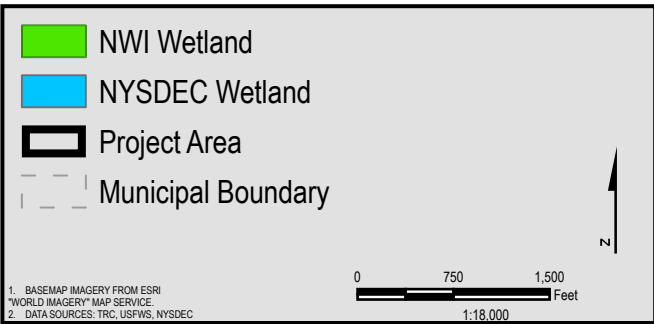 NWI Wetland
NYSDEC Wetland
Project Area
Municipal Boundary
N
0 750 1,500
Feet
1:18,000
1. BASEMAP IMAGERY FROM ESRI
"WORLD IMAGERY" MAP SERVICE.
2. DATA SOURCES: TRC, USFWS, NYSDEC